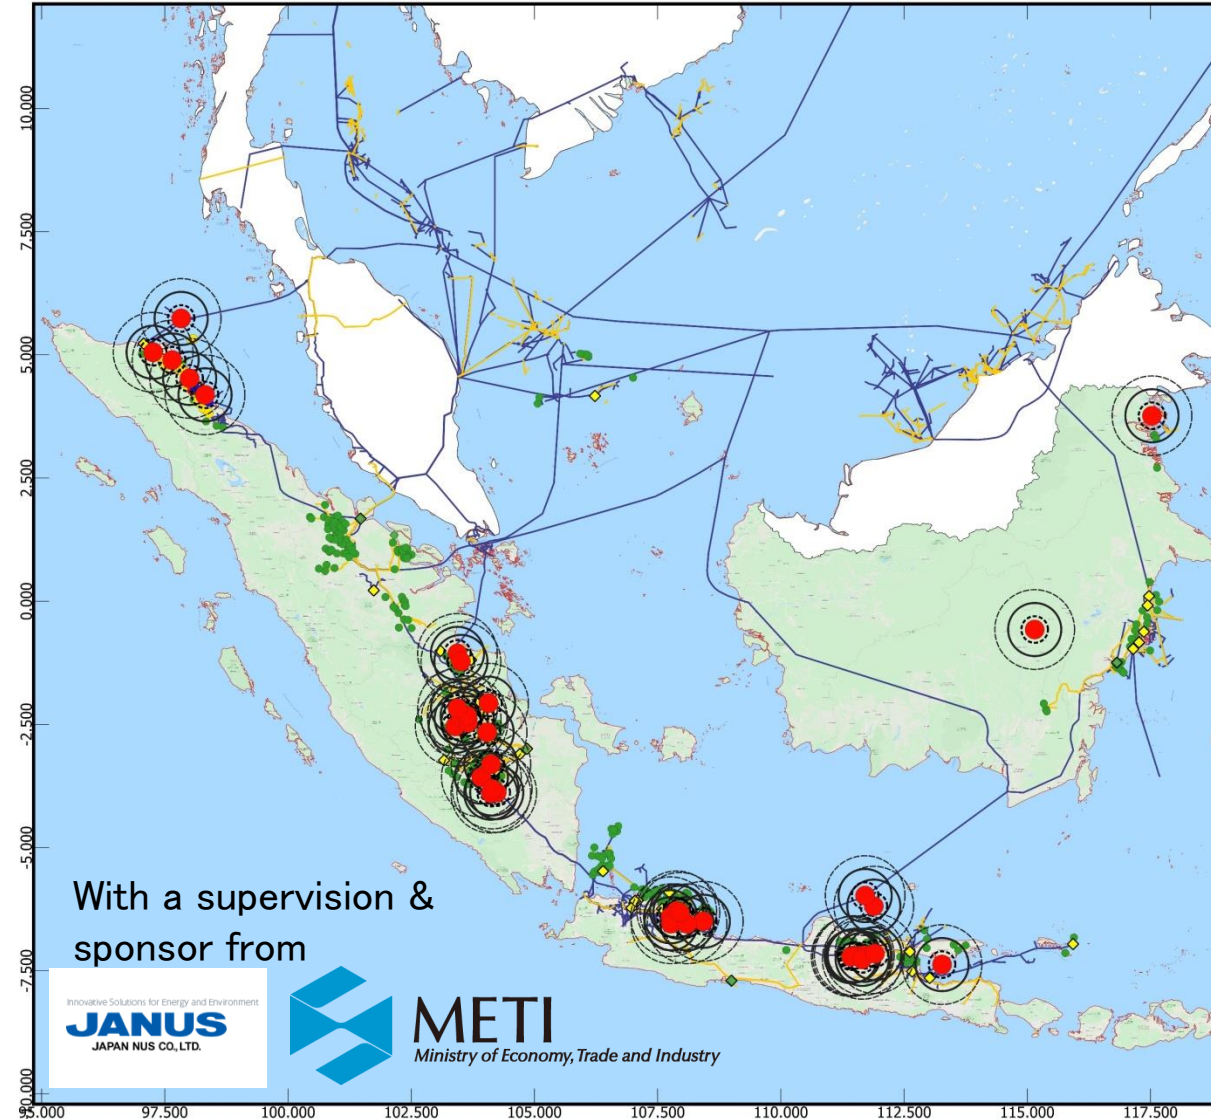 10.000
7.500
5.000
2.500
0.000
-2.500
-5.000
-7.500
With a supervision &
sponsor from
Innovative Solutions for Energy and Environment
JANUS
JAPAN NUS CO., LTD.
METI
Ministry of Economy, Trade and Industry
95.000 97.500 100.000 102.500 105.000 107.500 110.000 112.500 115.000 117.500